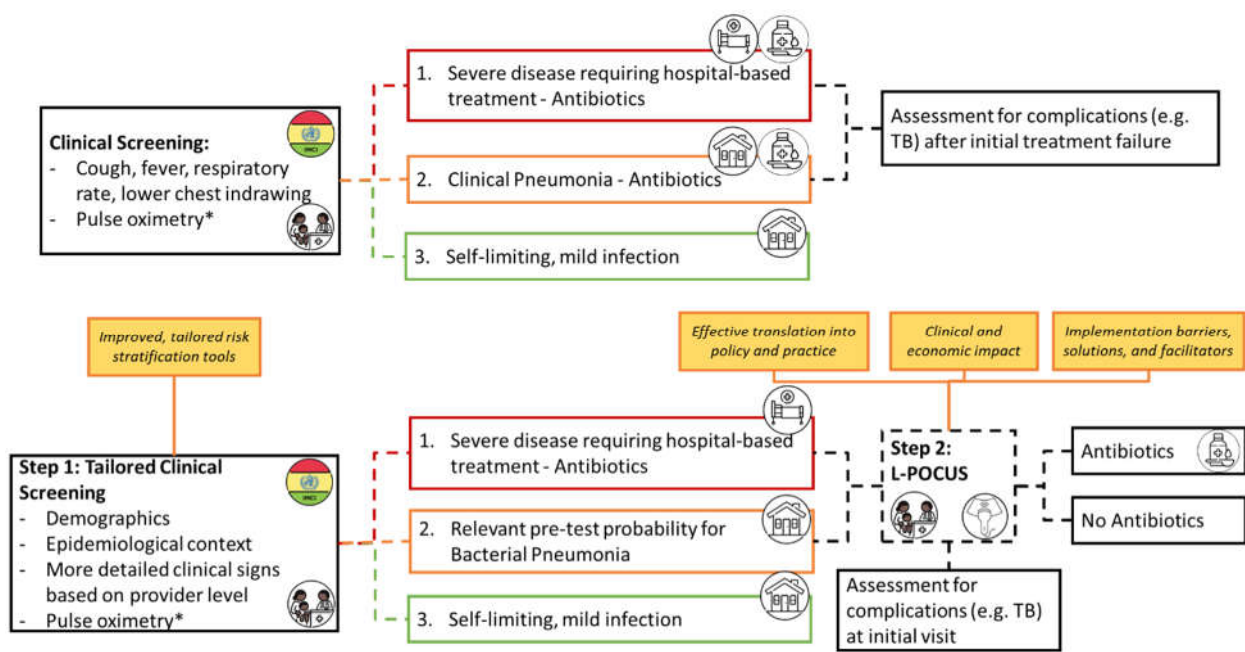 1. Severe disease requiring hospital-based
treatment - Antibiotics
Clinical Screening:
- Cough, fever, respiratory
rate, lower chest indrawing
- Pulse oximetry*
IMCI
2. Clinical Pneumonia - Antibiotics
3. Self-limiting, mild infection
Assessment for complications (e.g.
TB) after initial treatment failure
Improved, tailored risk
stratification tools
Effective translation into
policy and practice
Clinical and
economic impact
Implementation barriers,
solutions, and facilitators
Step 1: Tailored Clinical
Screening
- Demographics
- Epidemiological context
- More detailed clinical signs
based on provider level
- Pulse oximetry*
IMCI
1. Severe disease requiring hospital-based
treatment - Antibiotics
2. Relevant pre-test probability for
Bacterial Pneumonia
3. Self-limiting, mild infection
Step 2:
L-POCUS
Antibiotics
No Antibiotics
Assessment for
complications (e.g. TB)
at initial visit